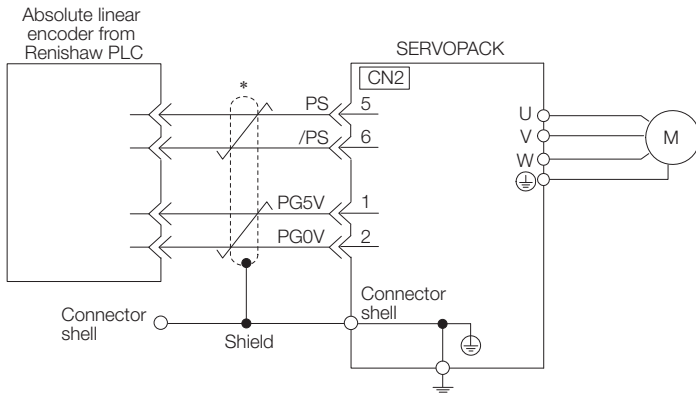 Absolute linear
encoder from
Renishaw PLC
SERVOPACK
CN2
*
PS
5
/PS
6
PG5V
1
PG0V
2
U
V
W
M
Connector
shell
Shield
Connector
shell